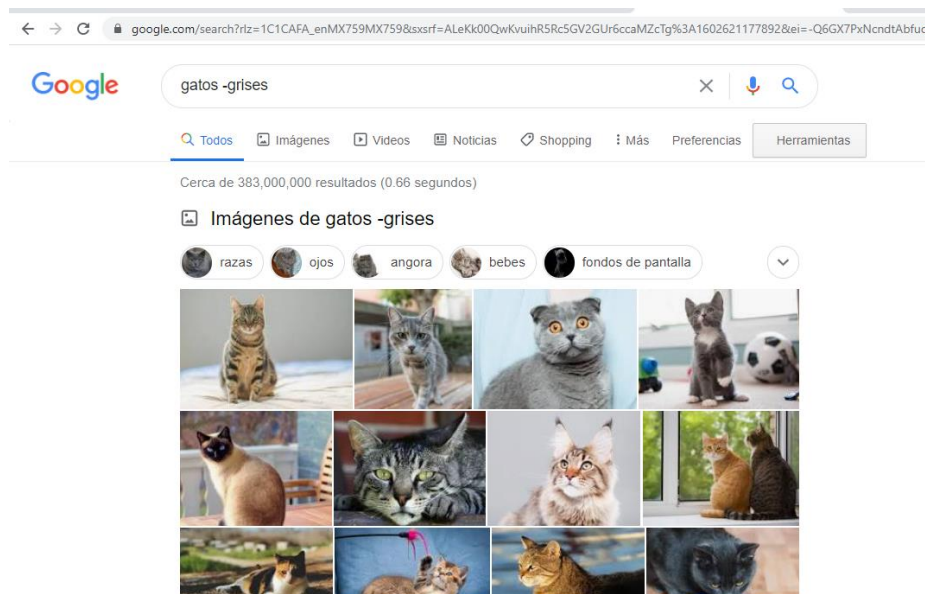 google.com/search?rlz=1C1CAFA_enMX759MX759&sxsrf=ALeKk00QwKvuihR5Rc5GV2GUr6ccaMZcTg%3A1602621177892&ei=-Q6GX7PxNcndtAbfuc
Google
gatos -grises
Todos Imágenes Videos Noticias Shopping Más Preferencias Herramientas
Cerca de 383,000,000 resultados (0.66 segundos)
Imágenes de gatos -grises
razas ojos angora bebes fondos de pantalla